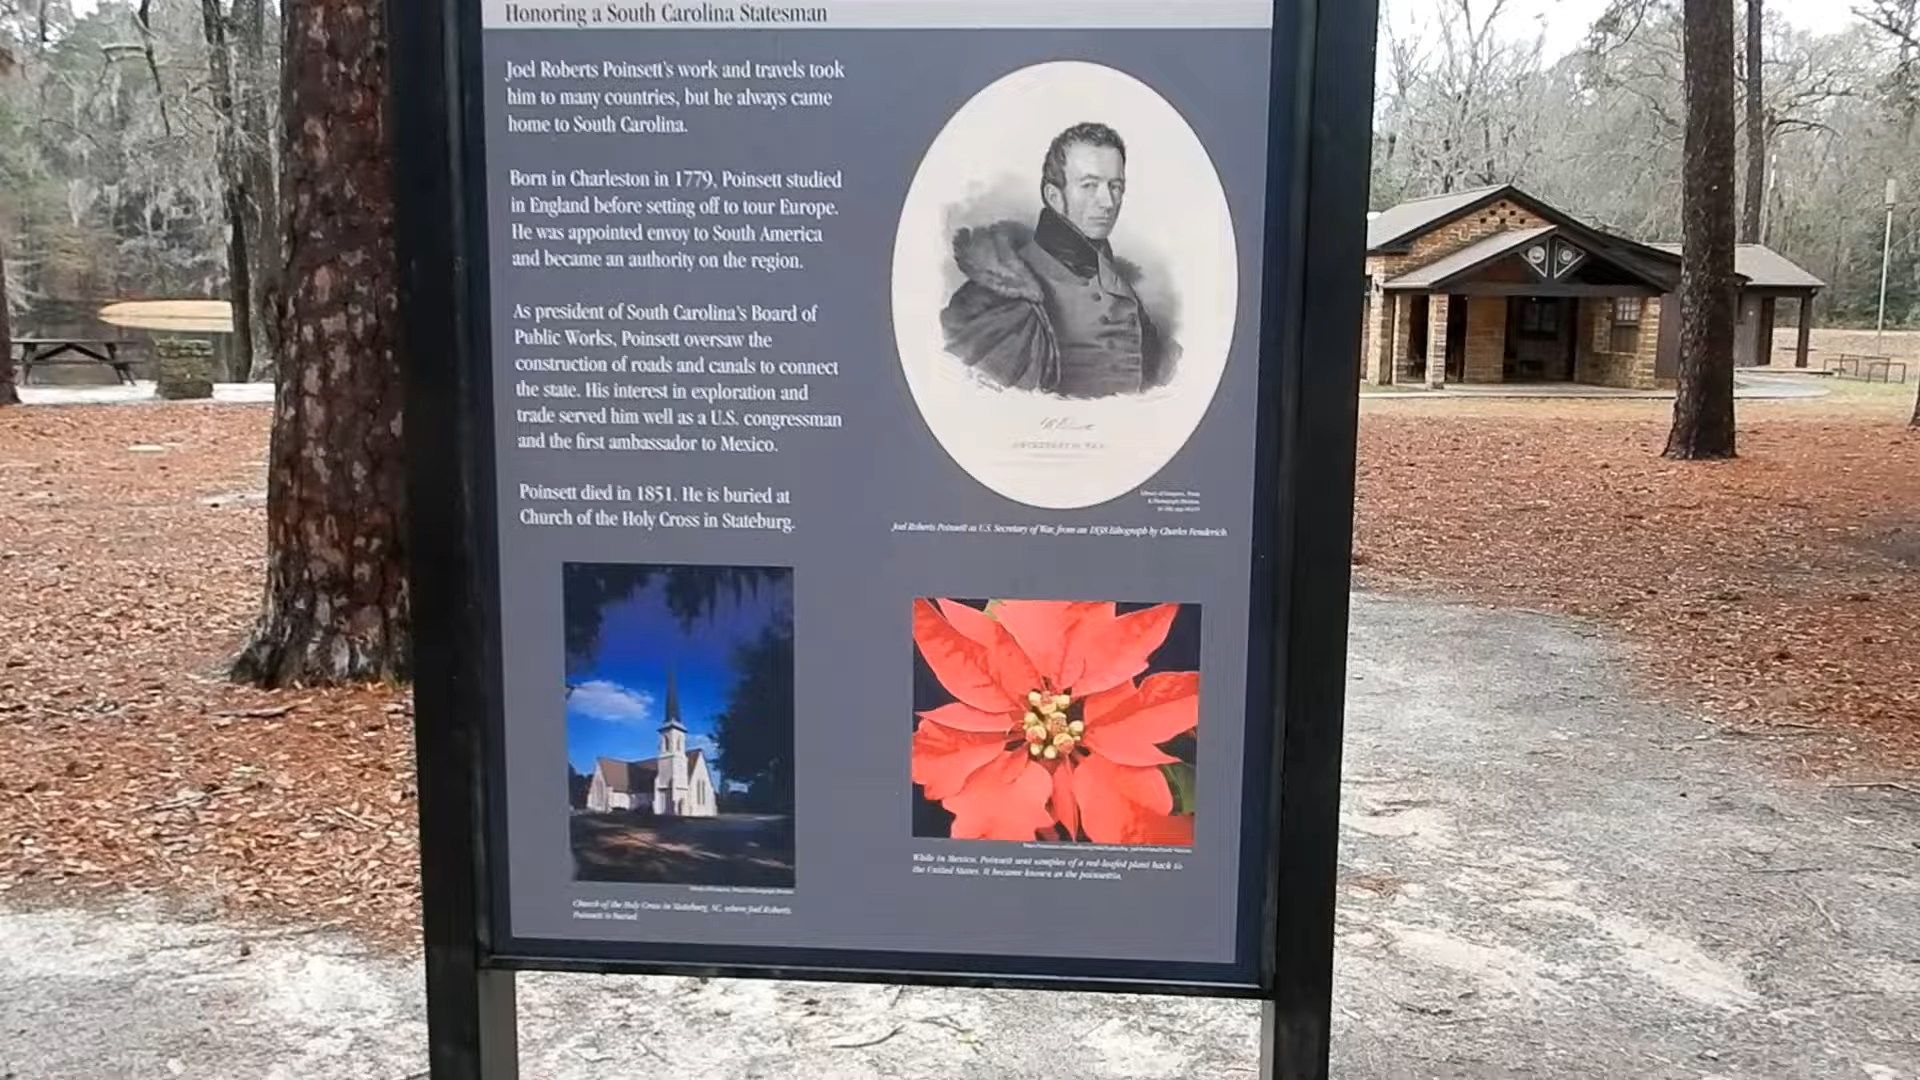 Honoring a South Carolina Statesman
Joel Roberts Poinsett's work and travels took
him to many countries, but he always came
home to South Carolina.
Born in Charleston in 1779, Poinsett studied
in England before setting off to tour Europe.
He was appointed envoy to South America
and became an authority on the region.
As president of South Carolina's Board of
Public Works, Poinsett oversaw the
construction of roads and canals to connect
the state. His interest in exploration and
trade served him well as a U.S. congressman
and the first ambassador to Mexico.
Poinsett died in 1851. He is buried at
Church of the Holy Cross in Stateburg.
Joel Roberts Poinsett as U.S. Secretary of War, from an 1838 lithograph by Charles Fenderich
Church of the Holy Cross in Stateburg, SC, where Joel Roberts
Poinsett is buried.
While in Mexico, Poinsett sent samples of a red-leafed plant back to
the United States. It became known as the poinsettia.